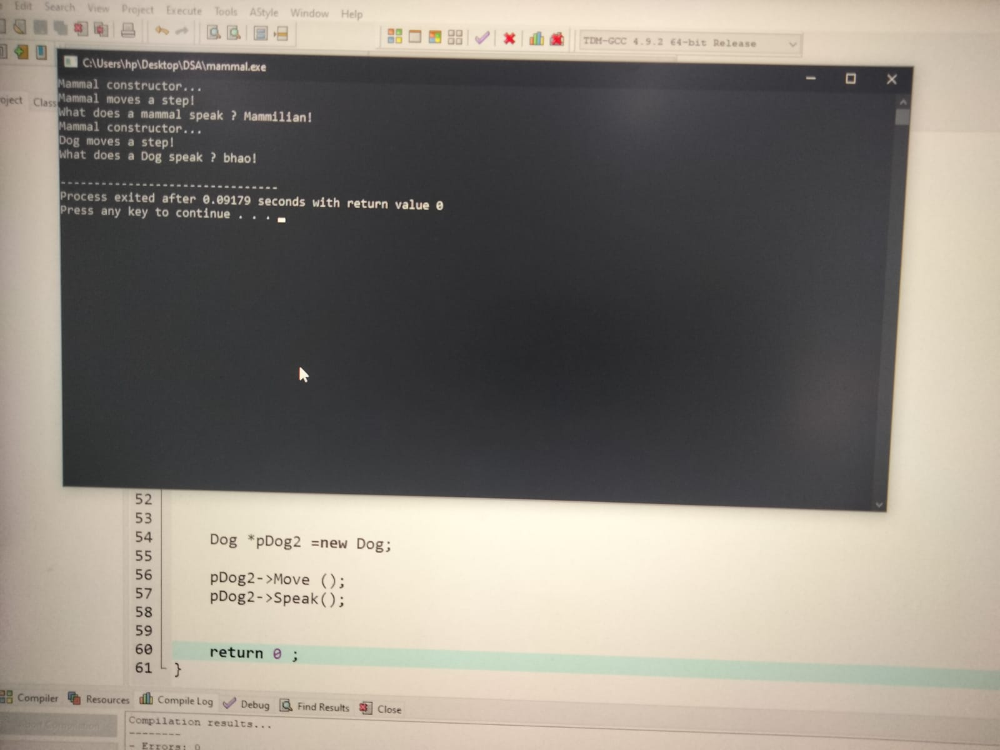 Edit Search View Project Execute Tools AStyle Window Help
TDM-GCC 4.9.2 64-bit Release
C:\Users\hp\Desktop\DSA\mammal.exe
oject Class
Mammal constructor...
Mammal moves a step!
What does a mammal speak ? Mammilian!
Mammal constructor...
Dog moves a step!
What does a Dog speak ? bhao!
--------------------------------
Process exited after 0.09179 seconds with return value 0
Press any key to continue . . .
52
53
54 Dog *pDog2 =new Dog;
55
56 pDog2->Move ();
57 pDog2->Speak();
58
59
60 return 0 ;
61 }
Compiler Resources Compile Log Debug Find Results Close
Compilation results...
--------
- Errors: 0